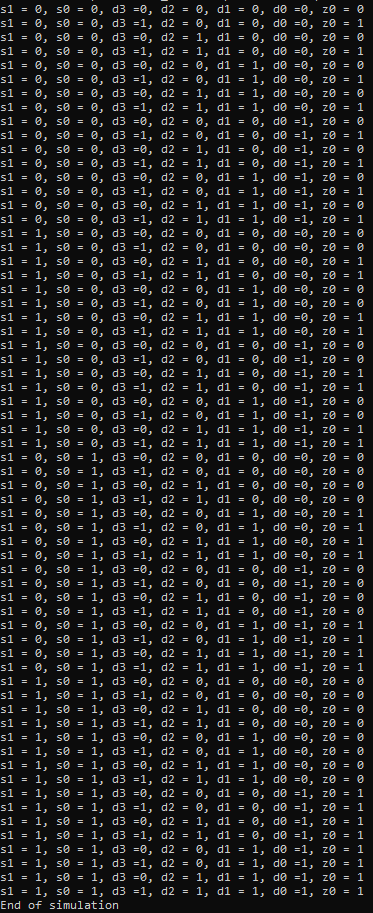 s1 = 0, s0 = 0, d3 =0, d2 = 0, d1 = 0, d0 =0, z0 = 0
s1 = 0, s0 = 0, d3 =1, d2 = 0, d1 = 0, d0 =0, z0 = 1
s1 = 0, s0 = 0, d3 =0, d2 = 1, d1 = 0, d0 =0, z0 = 0
s1 = 0, s0 = 0, d3 =1, d2 = 1, d1 = 0, d0 =0, z0 = 1
s1 = 0, s0 = 0, d3 =0, d2 = 0, d1 = 1, d0 =0, z0 = 0
s1 = 0, s0 = 0, d3 =1, d2 = 0, d1 = 1, d0 =0, z0 = 1
s1 = 0, s0 = 0, d3 =0, d2 = 1, d1 = 1, d0 =0, z0 = 0
s1 = 0, s0 = 0, d3 =1, d2 = 1, d1 = 1, d0 =0, z0 = 1
s1 = 0, s0 = 0, d3 =0, d2 = 0, d1 = 0, d0 =1, z0 = 0
s1 = 0, s0 = 0, d3 =1, d2 = 0, d1 = 0, d0 =1, z0 = 1
s1 = 0, s0 = 0, d3 =0, d2 = 1, d1 = 0, d0 =1, z0 = 0
s1 = 0, s0 = 0, d3 =1, d2 = 1, d1 = 0, d0 =1, z0 = 1
s1 = 0, s0 = 0, d3 =0, d2 = 0, d1 = 1, d0 =1, z0 = 0
s1 = 0, s0 = 0, d3 =1, d2 = 0, d1 = 1, d0 =1, z0 = 1
s1 = 0, s0 = 0, d3 =0, d2 = 1, d1 = 1, d0 =1, z0 = 0
s1 = 0, s0 = 0, d3 =1, d2 = 1, d1 = 1, d0 =1, z0 = 1
s1 = 1, s0 = 0, d3 =0, d2 = 0, d1 = 0, d0 =0, z0 = 0
s1 = 1, s0 = 0, d3 =1, d2 = 0, d1 = 0, d0 =0, z0 = 0
s1 = 1, s0 = 0, d3 =0, d2 = 1, d1 = 0, d0 =0, z0 = 1
s1 = 1, s0 = 0, d3 =1, d2 = 1, d1 = 0, d0 =0, z0 = 1
s1 = 1, s0 = 0, d3 =0, d2 = 0, d1 = 1, d0 =0, z0 = 0
s1 = 1, s0 = 0, d3 =1, d2 = 0, d1 = 1, d0 =0, z0 = 0
s1 = 1, s0 = 0, d3 =0, d2 = 1, d1 = 1, d0 =0, z0 = 1
s1 = 1, s0 = 0, d3 =1, d2 = 1, d1 = 1, d0 =0, z0 = 1
s1 = 1, s0 = 0, d3 =0, d2 = 0, d1 = 0, d0 =1, z0 = 0
s1 = 1, s0 = 0, d3 =1, d2 = 0, d1 = 0, d0 =1, z0 = 0
s1 = 1, s0 = 0, d3 =0, d2 = 1, d1 = 0, d0 =1, z0 = 1
s1 = 1, s0 = 0, d3 =1, d2 = 1, d1 = 0, d0 =1, z0 = 1
s1 = 1, s0 = 0, d3 =0, d2 = 0, d1 = 1, d0 =1, z0 = 0
s1 = 1, s0 = 0, d3 =1, d2 = 0, d1 = 1, d0 =1, z0 = 0
s1 = 1, s0 = 0, d3 =0, d2 = 1, d1 = 1, d0 =1, z0 = 1
s1 = 1, s0 = 0, d3 =1, d2 = 1, d1 = 1, d0 =1, z0 = 1
s1 = 0, s0 = 1, d3 =0, d2 = 0, d1 = 0, d0 =0, z0 = 0
s1 = 0, s0 = 1, d3 =1, d2 = 0, d1 = 0, d0 =0, z0 = 0
s1 = 0, s0 = 1, d3 =0, d2 = 1, d1 = 0, d0 =0, z0 = 0
s1 = 0, s0 = 1, d3 =1, d2 = 1, d1 = 0, d0 =0, z0 = 0
s1 = 0, s0 = 1, d3 =0, d2 = 0, d1 = 1, d0 =0, z0 = 1
s1 = 0, s0 = 1, d3 =1, d2 = 0, d1 = 1, d0 =0, z0 = 1
s1 = 0, s0 = 1, d3 =0, d2 = 1, d1 = 1, d0 =0, z0 = 1
s1 = 0, s0 = 1, d3 =1, d2 = 1, d1 = 1, d0 =0, z0 = 1
s1 = 0, s0 = 1, d3 =0, d2 = 0, d1 = 0, d0 =1, z0 = 0
s1 = 0, s0 = 1, d3 =1, d2 = 0, d1 = 0, d0 =1, z0 = 0
s1 = 0, s0 = 1, d3 =0, d2 = 1, d1 = 0, d0 =1, z0 = 0
s1 = 0, s0 = 1, d3 =1, d2 = 1, d1 = 0, d0 =1, z0 = 0
s1 = 0, s0 = 1, d3 =0, d2 = 0, d1 = 1, d0 =1, z0 = 1
s1 = 0, s0 = 1, d3 =1, d2 = 0, d1 = 1, d0 =1, z0 = 1
s1 = 0, s0 = 1, d3 =0, d2 = 1, d1 = 1, d0 =1, z0 = 1
s1 = 0, s0 = 1, d3 =1, d2 = 1, d1 = 1, d0 =1, z0 = 1
s1 = 1, s0 = 1, d3 =0, d2 = 0, d1 = 0, d0 =0, z0 = 0
s1 = 1, s0 = 1, d3 =1, d2 = 0, d1 = 0, d0 =0, z0 = 0
s1 = 1, s0 = 1, d3 =0, d2 = 1, d1 = 0, d0 =0, z0 = 0
s1 = 1, s0 = 1, d3 =1, d2 = 1, d1 = 0, d0 =0, z0 = 0
s1 = 1, s0 = 1, d3 =0, d2 = 0, d1 = 1, d0 =0, z0 = 0
s1 = 1, s0 = 1, d3 =1, d2 = 0, d1 = 1, d0 =0, z0 = 0
s1 = 1, s0 = 1, d3 =0, d2 = 1, d1 = 1, d0 =0, z0 = 0
s1 = 1, s0 = 1, d3 =1, d2 = 1, d1 = 1, d0 =0, z0 = 0
s1 = 1, s0 = 1, d3 =0, d2 = 0, d1 = 0, d0 =1, z0 = 1
s1 = 1, s0 = 1, d3 =1, d2 = 0, d1 = 0, d0 =1, z0 = 1
s1 = 1, s0 = 1, d3 =0, d2 = 1, d1 = 0, d0 =1, z0 = 1
s1 = 1, s0 = 1, d3 =1, d2 = 1, d1 = 0, d0 =1, z0 = 1
s1 = 1, s0 = 1, d3 =0, d2 = 0, d1 = 1, d0 =1, z0 = 1
s1 = 1, s0 = 1, d3 =1, d2 = 0, d1 = 1, d0 =1, z0 = 1
s1 = 1, s0 = 1, d3 =0, d2 = 1, d1 = 1, d0 =1, z0 = 1
s1 = 1, s0 = 1, d3 =1, d2 = 1, d1 = 1, d0 =1, z0 = 1
End of simulation